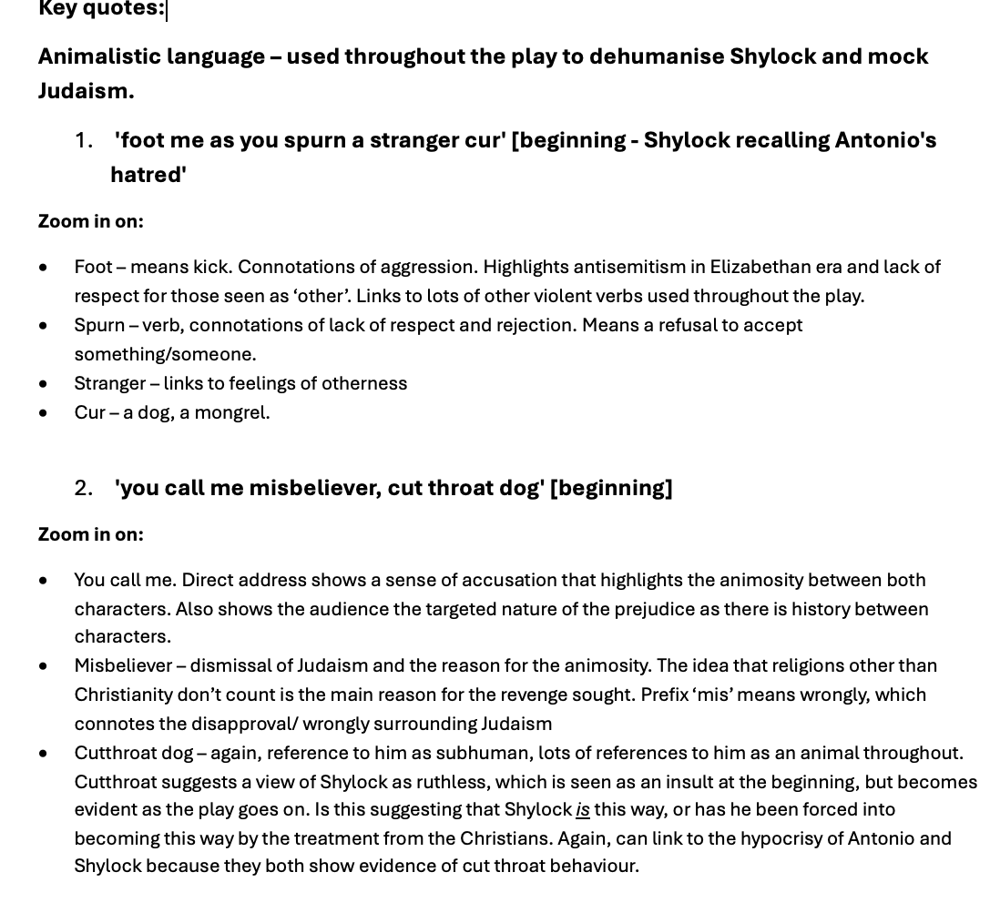 Key quotes:
Animalistic language – used throughout the play to dehumanise Shylock and mock
Judaism.
1. 'foot me as you spurn a stranger cur' [beginning - Shylock recalling Antonio's
hatred'
Zoom in on:
• Foot – means kick. Connotations of aggression. Highlights antisemitism in Elizabethan era and lack of
respect for those seen as ‘other’. Links to lots of other violent verbs used throughout the play.
• Spurn – verb, connotations of lack of respect and rejection. Means a refusal to accept
something/someone.
• Stranger – links to feelings of otherness
• Cur – a dog, a mongrel.
2. 'you call me misbeliever, cut throat dog' [beginning]
Zoom in on:
• You call me. Direct address shows a sense of accusation that highlights the animosity between both
characters. Also shows the audience the targeted nature of the prejudice as there is history between
characters.
• Misbeliever – dismissal of Judaism and the reason for the animosity. The idea that religions other than
Christianity don’t count is the main reason for the revenge sought. Prefix ‘mis’ means wrongly, which
connotes the disapproval/ wrongly surrounding Judaism
• Cutthroat dog – again, reference to him as subhuman, lots of references to him as an animal throughout.
Cutthroat suggests a view of Shylock as ruthless, which is seen as an insult at the beginning, but becomes
evident as the play goes on. Is this suggesting that Shylock is this way, or has he been forced into
becoming this way by the treatment from the Christians. Again, can link to the hypocrisy of Antonio and
Shylock because they both show evidence of cut throat behaviour.